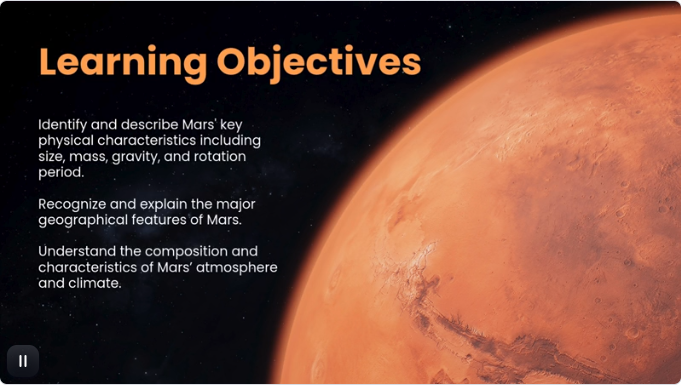 Learning Objectives
Identify and describe Mars' key
physical characteristics including
size, mass, gravity, and rotation
period.
Recognize and explain the major
geographical features of Mars.
Understand the composition and
characteristics of Mars’ atmosphere
and climate.